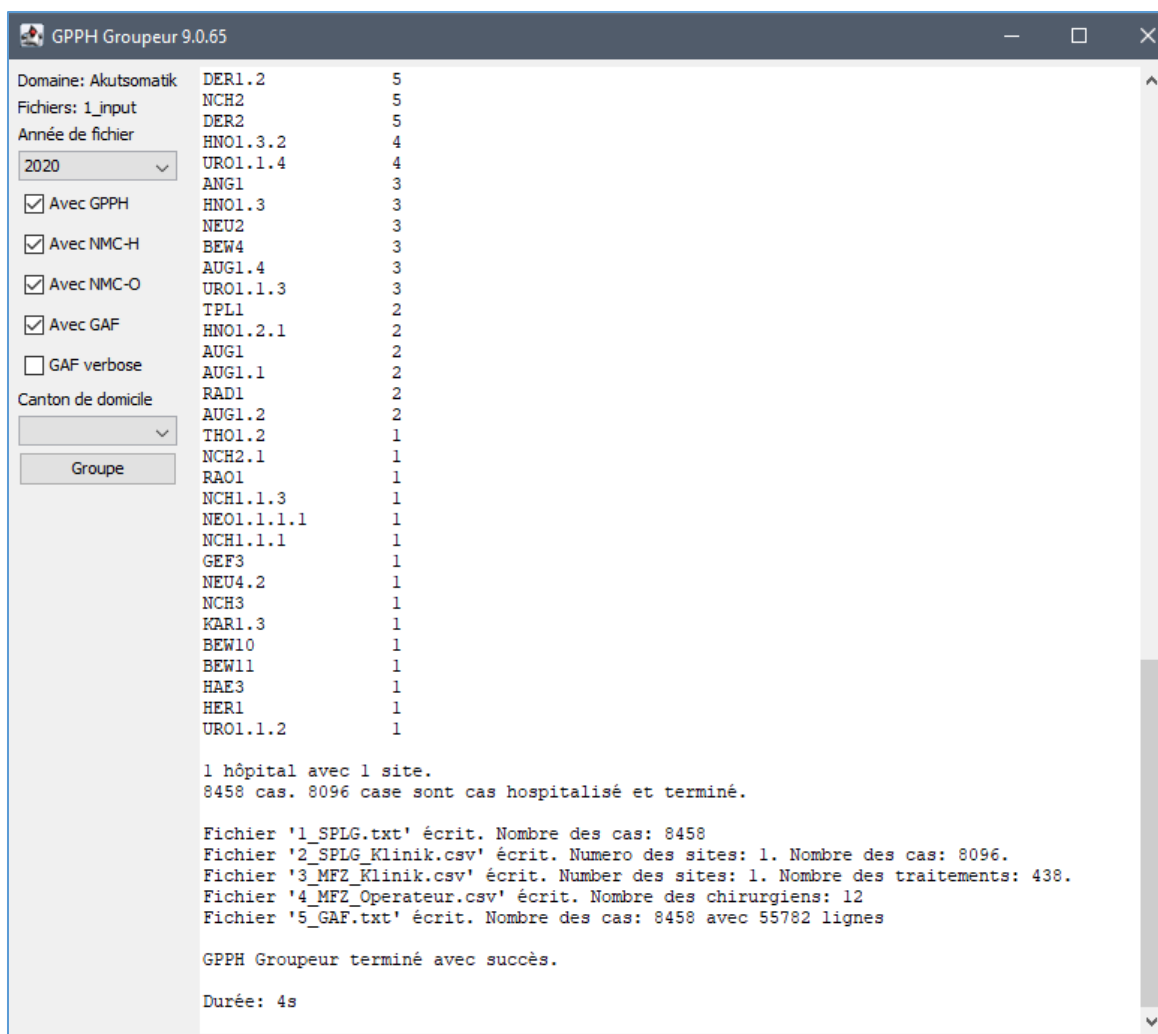 GPPH Groupeur 9.0.65
Domaine: Akutsomatik
Fichiers: 1_input
Année de fichier
2020
Avec GPPH
Avec NMC-H
Avec NMC-O
Avec GAF
GAF verbose
Canton de domicile
Groupe
DER1.2 5
NCH2 5
DER2 5
HNO1.3.2 4
URO1.1.4 4
ANG1 3
HNO1.3 3
NEU2 3
BEW4 3
AUG1.4 3
URO1.1.3 3
TPL1 2
HNO1.2.1 2
AUG1 2
AUG1.1 2
RAD1 2
AUG1.2 2
THO1.2 1
NCH2.1 1
RAO1 1
NCH1.1.3 1
NEO1.1.1.1 1
NCH1.1.1 1
GEF3 1
NEU4.2 1
NCH3 1
KAR1.3 1
BEW10 1
BEW11 1
HAE3 1
HER1 1
URO1.1.2 1
1 hôpital avec 1 site.
8458 cas. 8096 case sont cas hospitalisé et terminé.
Fichier '1_SPLG.txt' écrit. Nombre des cas: 8458
Fichier '2_SPLG_Klinik.csv' écrit. Numero des sites: 1. Nombre des cas: 8096.
Fichier '3_MFZ_Klinik.csv' écrit. Number des sites: 1. Nombre des traitements: 438.
Fichier '4_MFZ_Operateur.csv' écrit. Nombre des chirurgiens: 12
Fichier '5_GAF.txt' écrit. Nombre des cas: 8458 avec 55782 lignes
GPPH Groupeur terminé avec succès.
Durée: 4s